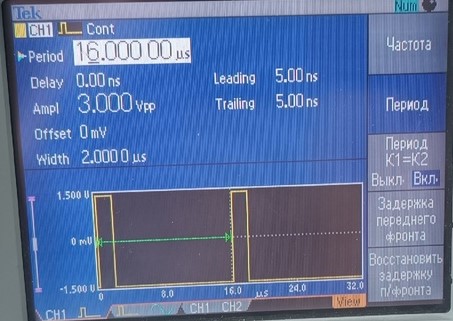 Tek
Num
CH1 Cont
Period 16.000 00 µs
Delay 0.00 ns
Leading 5.00 ns
Ampl 3.000 Vpp
Trailing 5.00 ns
Offset 0 mV
Width 2.000 0 µs
Частота
Период
Период
K1=K2
Выкл. Вкл.
Задержка
переднего
фронта
Восстановить
задержку
п/фронта
1.500 V
0 mV
-1.500 V
0 8.0 16.0 24.0 32.0
µs
View
CH1 CH1 CH2